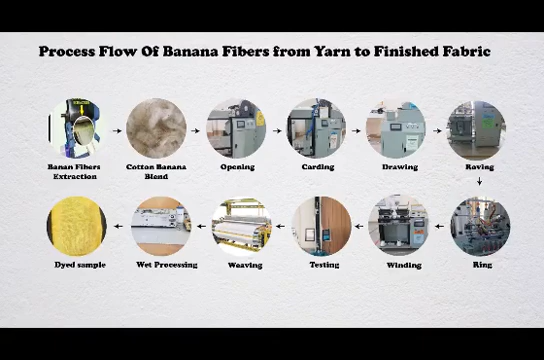 Process Flow Of Banana Fibers from Yarn to Finished Fabric
Banan Fibers
Extraction
Cotton Banana
Blend
Opening
Carding
Drawing
Roving
Dyed sample
Wet Processing
Weaving
Testing
Winding
Ring